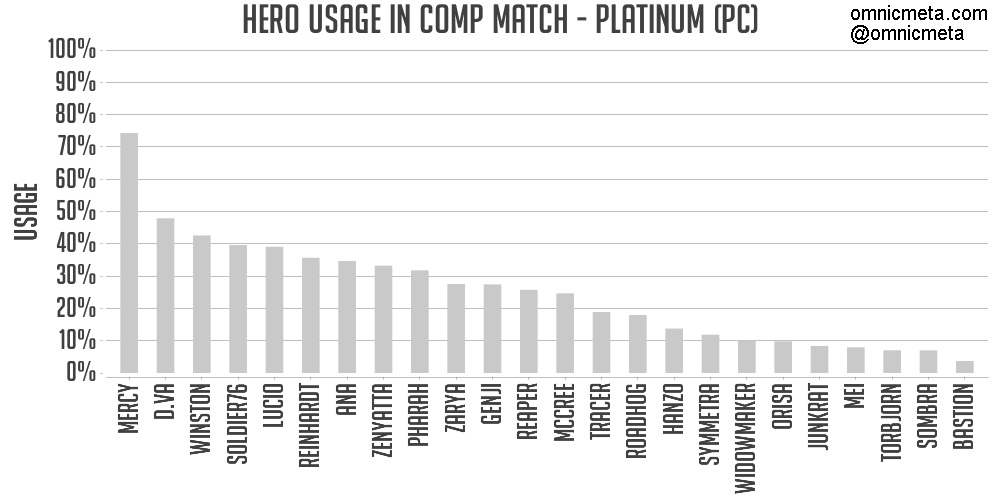 HERO USAGE IN COMP MATCH - PLATINUM (PC)
omnicmeta.com
@omnicmeta
USAGE
100%
90%
80%
70%
60%
50%
40%
30%
20%
10%
0%
MERCY
D.VA
WINSTON
SOLDIER76
LUCIO
REINHARDT
ANA
ZENYATTA
PHARAH
ZARYA
GENJI
REAPER
MCCREE
TRACER
ROADHOG
HANZO
SYMMETRA
WIDOWMAKER
ORISA
JUNKRAT
MEI
TORBJORN
SOMBRA
BASTION